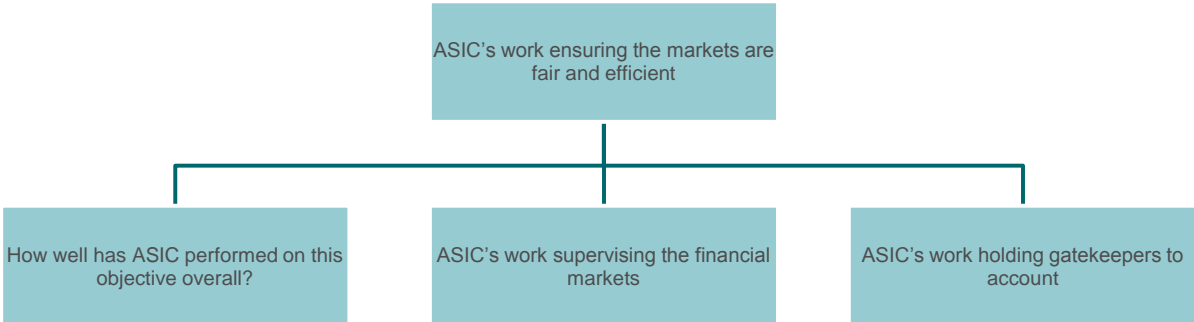 ASIC’s work ensuring the markets are
fair and efficient
How well has ASIC performed on this
objective overall?
ASIC’s work supervising the financial
markets
ASIC’s work holding gatekeepers to
account